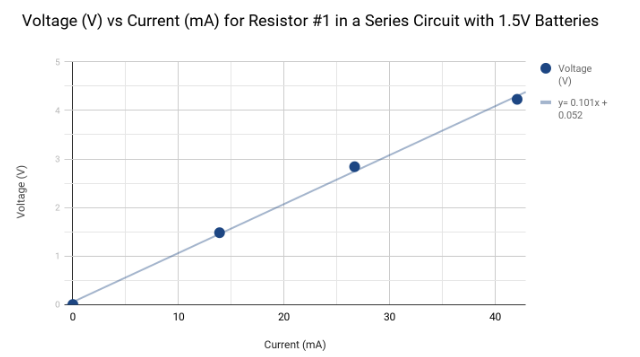 Voltage (V) vs Current (mA) for Resistor #1 in a Series Circuit with 1.5V Batteries
5
4
3
2
1
0
Voltage (V)
0 10 20 30 40
Current (mA)
Voltage
(V)
y= 0.101x +
0.052